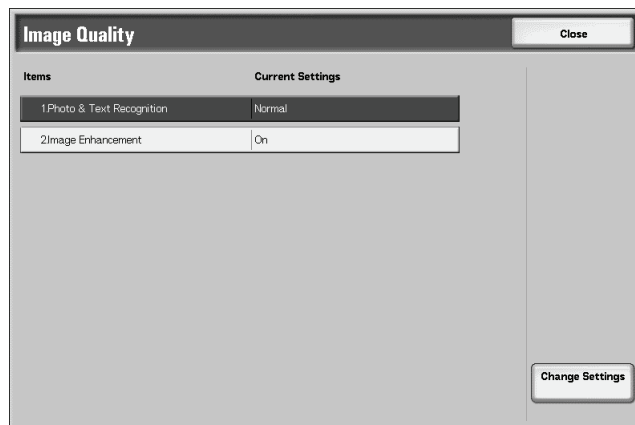 Image Quality
Close
Items Current Settings
1.Photo & Text Recognition Normal
2.Image Enhancement On
Change Settings